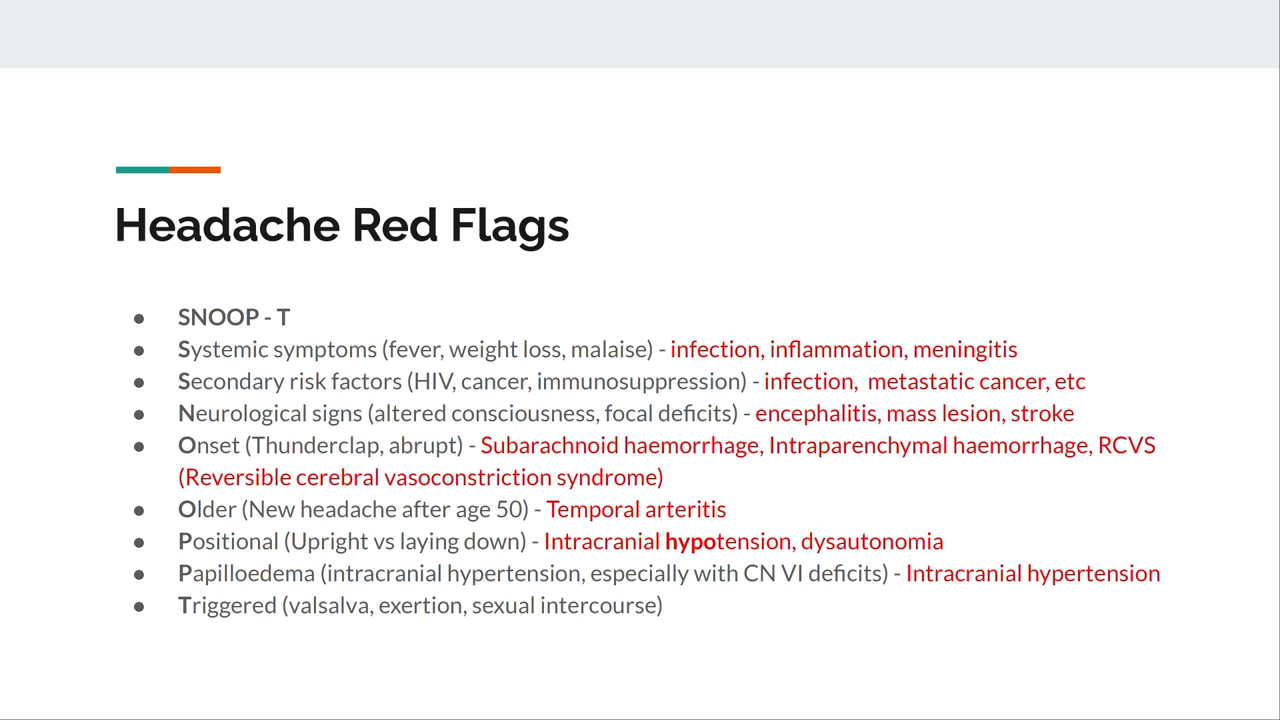 Headache Red Flags
● SNOOP - T
● Systemic symptoms (fever, weight loss, malaise) - infection, inflammation, meningitis
● Secondary risk factors (HIV, cancer, immunosuppression) - infection,  metastatic cancer, etc
● Neurological signs (altered consciousness, focal deficits) - encephalitis, mass lesion, stroke
● Onset (Thunderclap, abrupt) - Subarachnoid haemorrhage, Intraparenchymal haemorrhage, RCVS
(Reversible cerebral vasoconstriction syndrome)
● Older (New headache after age 50) - Temporal arteritis
● Positional (Upright vs laying down) - Intracranial hypotension, dysautonomia
● Papilloedema (intracranial hypertension, especially with CN VI deficits) - Intracranial hypertension
● Triggered (valsalva, exertion, sexual intercourse)